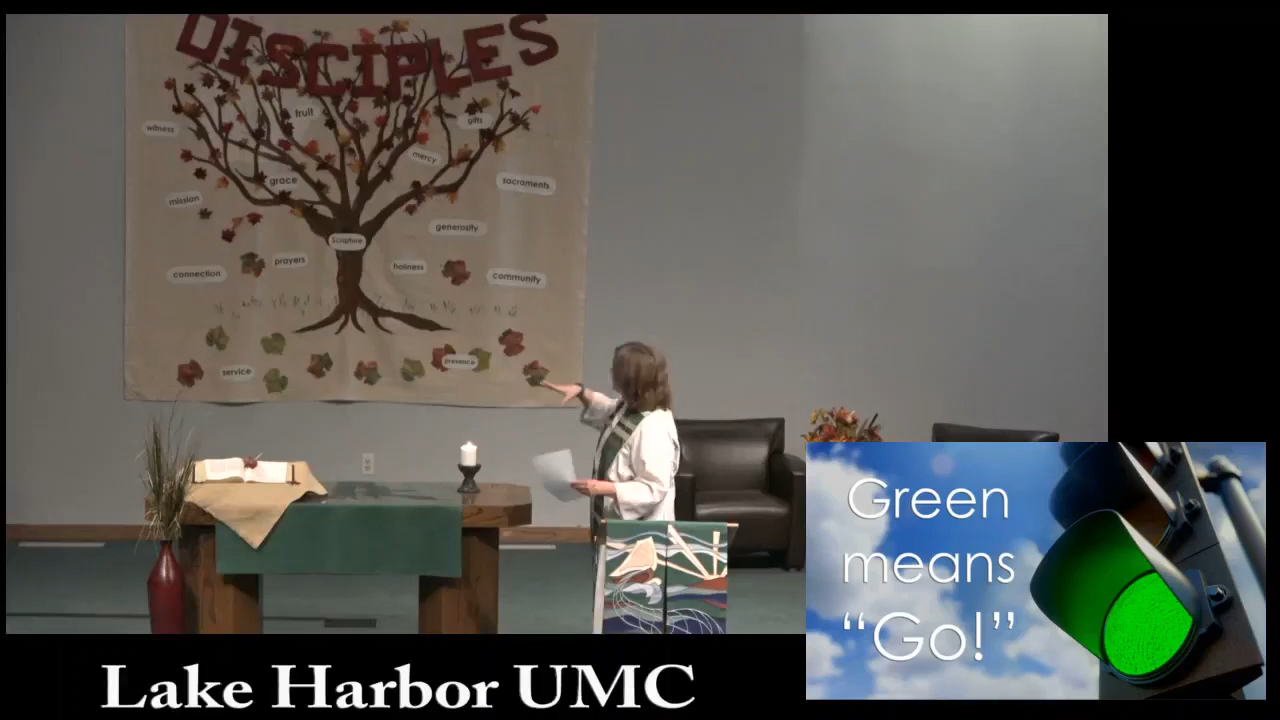 DISCIPLES
fruit
gifts
witness
mercy
grace
sacraments
mission
generosity
Scripture
prayers
holiness
connection
community
presence
service
Green
means
“Go!”
Lake Harbor UMC